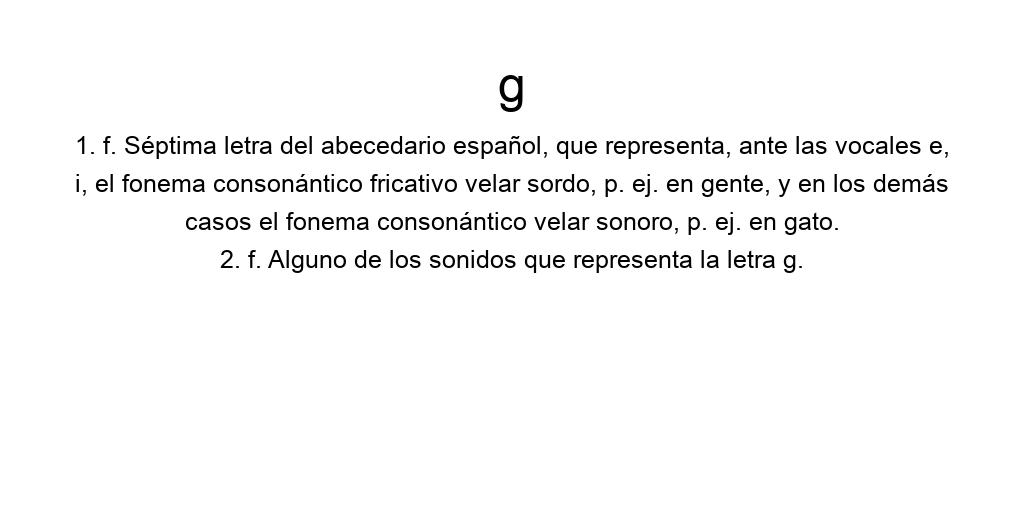 g
1. f. Séptima letra del abecedario español, que representa, ante las vocales e,
i, el fonema consonántico fricativo velar sordo, p. ej. en gente, y en los demás
casos el fonema consonántico velar sonoro, p. ej. en gato.
2. f. Alguno de los sonidos que representa la letra g.